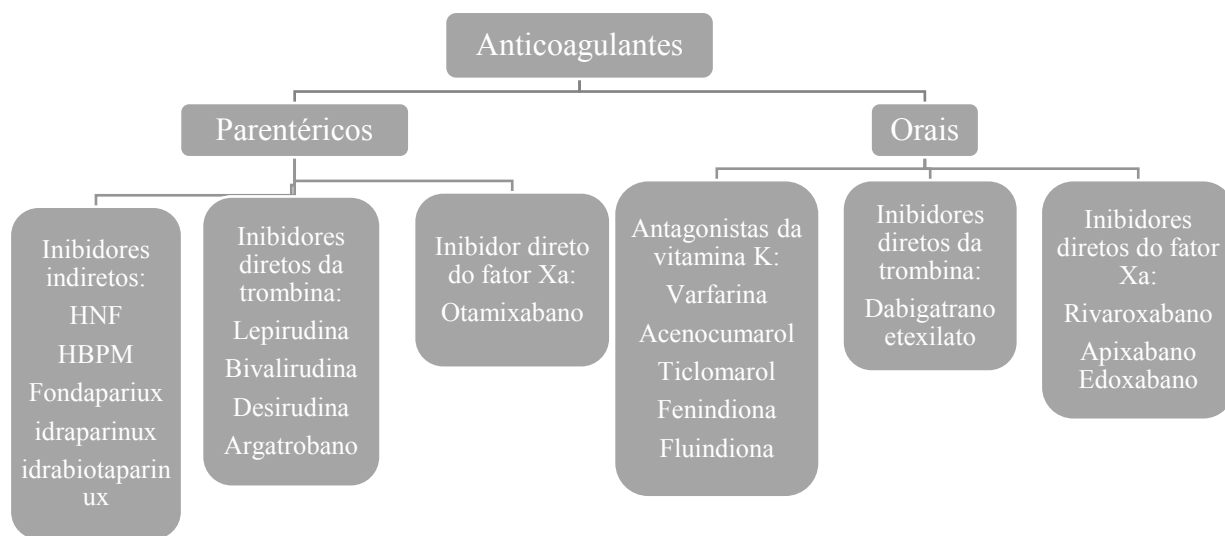 Anticoagulantes
Parentéricos
Orais
Inibidores
indiretos:
HNF
HBPM
Fondapariux
idraparinux
idrabiotaparin
ux
Inibidores
diretos da
trombina:
Lepirudina
Bivalirudina
Desirudina
Argatrobano
Inibidor direto
do fator Xa:
Otamixabano
Antagonistas da
vitamina K:
Varfarina
Acenocumarol
Ticlomarol
Fenindiona
Fluindiona
Inibidores
diretos da
trombina:
Dabigatrano
etexilato
Inibidores
diretos do fator
Xa:
Rivaroxabano
Apixabano
Edoxabano